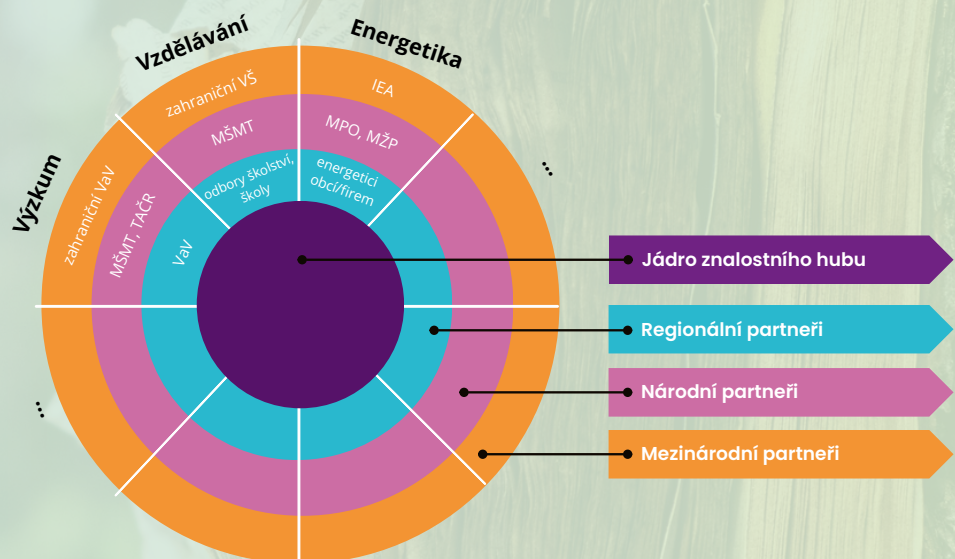 Vzdělávání
Energetika
Výzkum
zahraniční VŠ
IEA
MŠMT
MPO, MŽP
odbory školství,
školy
energetici
obcí/firem
zahraniční VaV
MŠMT, TAČR
VaV
...
...
Jádro znalostního hubu
Regionální partneři
Národní partneři
Mezinárodní partneři